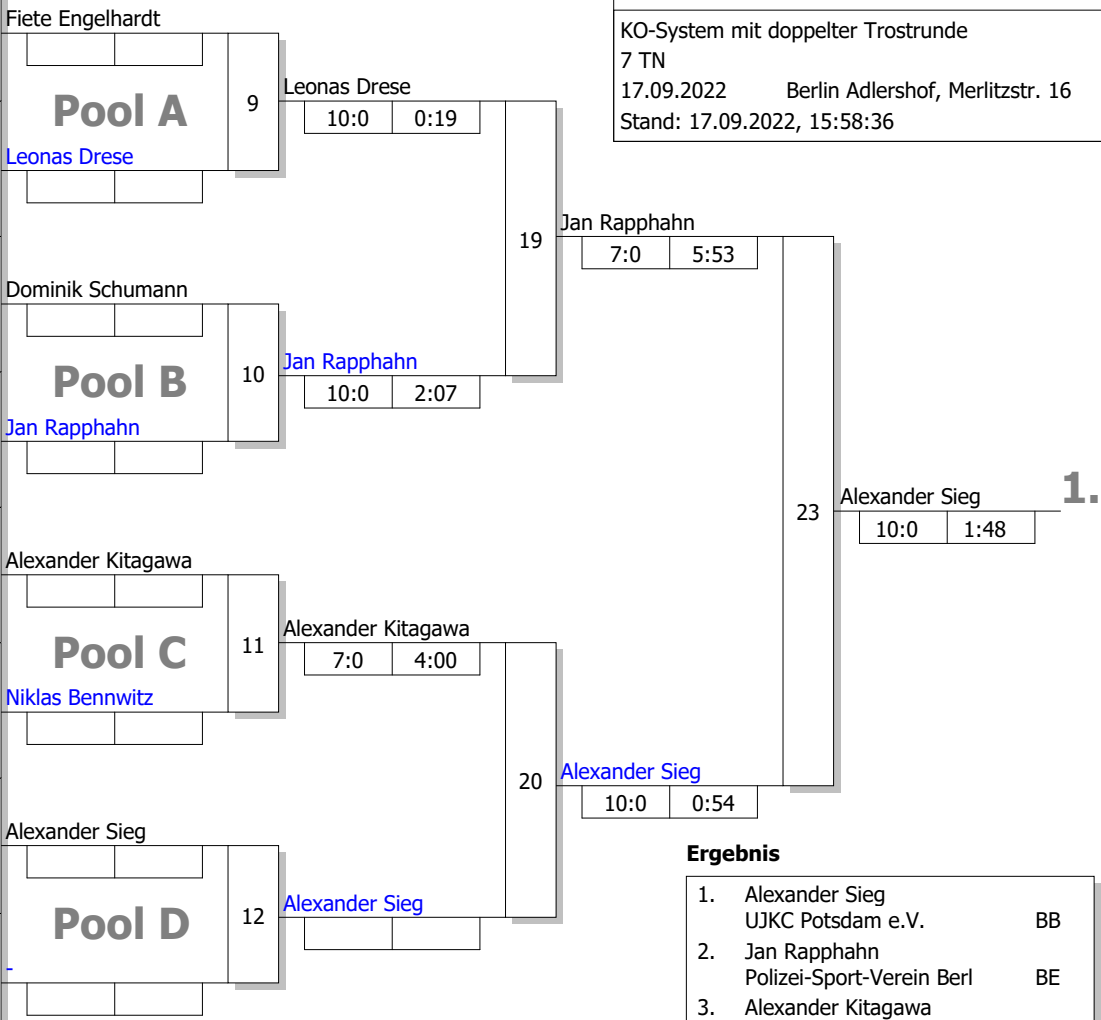 KO-System mit doppelter Trostrunde
7 TN
17.09.2022 Berlin Adlershof, Merlitzstr. 16
Stand: 17.09.2022, 15:58:36
Fiete Engelhardt
Pool A
9
Leonas Drese
Leonas Drese
10:0 0:19
Dominik Schumann
Pool B
10
Jan Rapphahn
Jan Rapphahn
10:0 2:07
19
Jan Rapphahn
7:0 5:53
Alexander Kitagawa
Pool C
11
Niklas Bennwitz
Alexander Kitagawa
7:0 4:00
Alexander Sieg
Pool D
12
-
Alexander Sieg
20
Alexander Sieg
10:0 0:54
23
Alexander Sieg
10:0 1:48
1.
Ergebnis
1. Alexander Sieg
UJKC Potsdam e.V. BB
2. Jan Rapphahn
Polizei-Sport-Verein Berl BE
3. Alexander Kitagawa